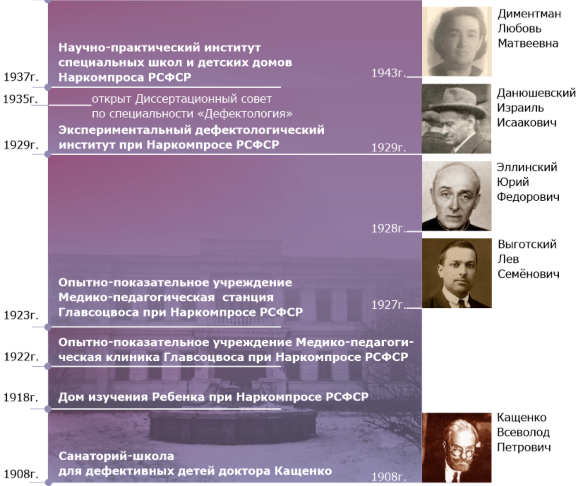 Научно-практический институт
специальных школ и детских домов
Наркомпроса РСФСР
1937г.
1943г.
Диментман
Любовь
Матвеевна
1935г.
открыт Диссертационный совет
по специальности «Дефектология»
Данюшевский
Израиль
Исаакович
Экспериментальный дефектологический
институт при Наркомпросе РСФСР
1929г.
1929г.
Эллинский
Юрий
Федорович
1928г.
Выготский
Лев
Семёнович
Опытно-показательное учреждение
Медико-педагогическая станция
Главсоцвоса при Наркомпросе РСФСР
1923г.
1927г.
Опытно-показательное учреждение Медико-педагоги-
ческая клиника Главсоцвоса при Наркомпросе РСФСР
1922г.
Дом изучения Ребенка при Наркомпросе РСФСР
1918г.
Кащенко
Всеволод
Петрович
Санаторий-школа
для дефективных детей доктора Кащенко
1908г.
1908г.